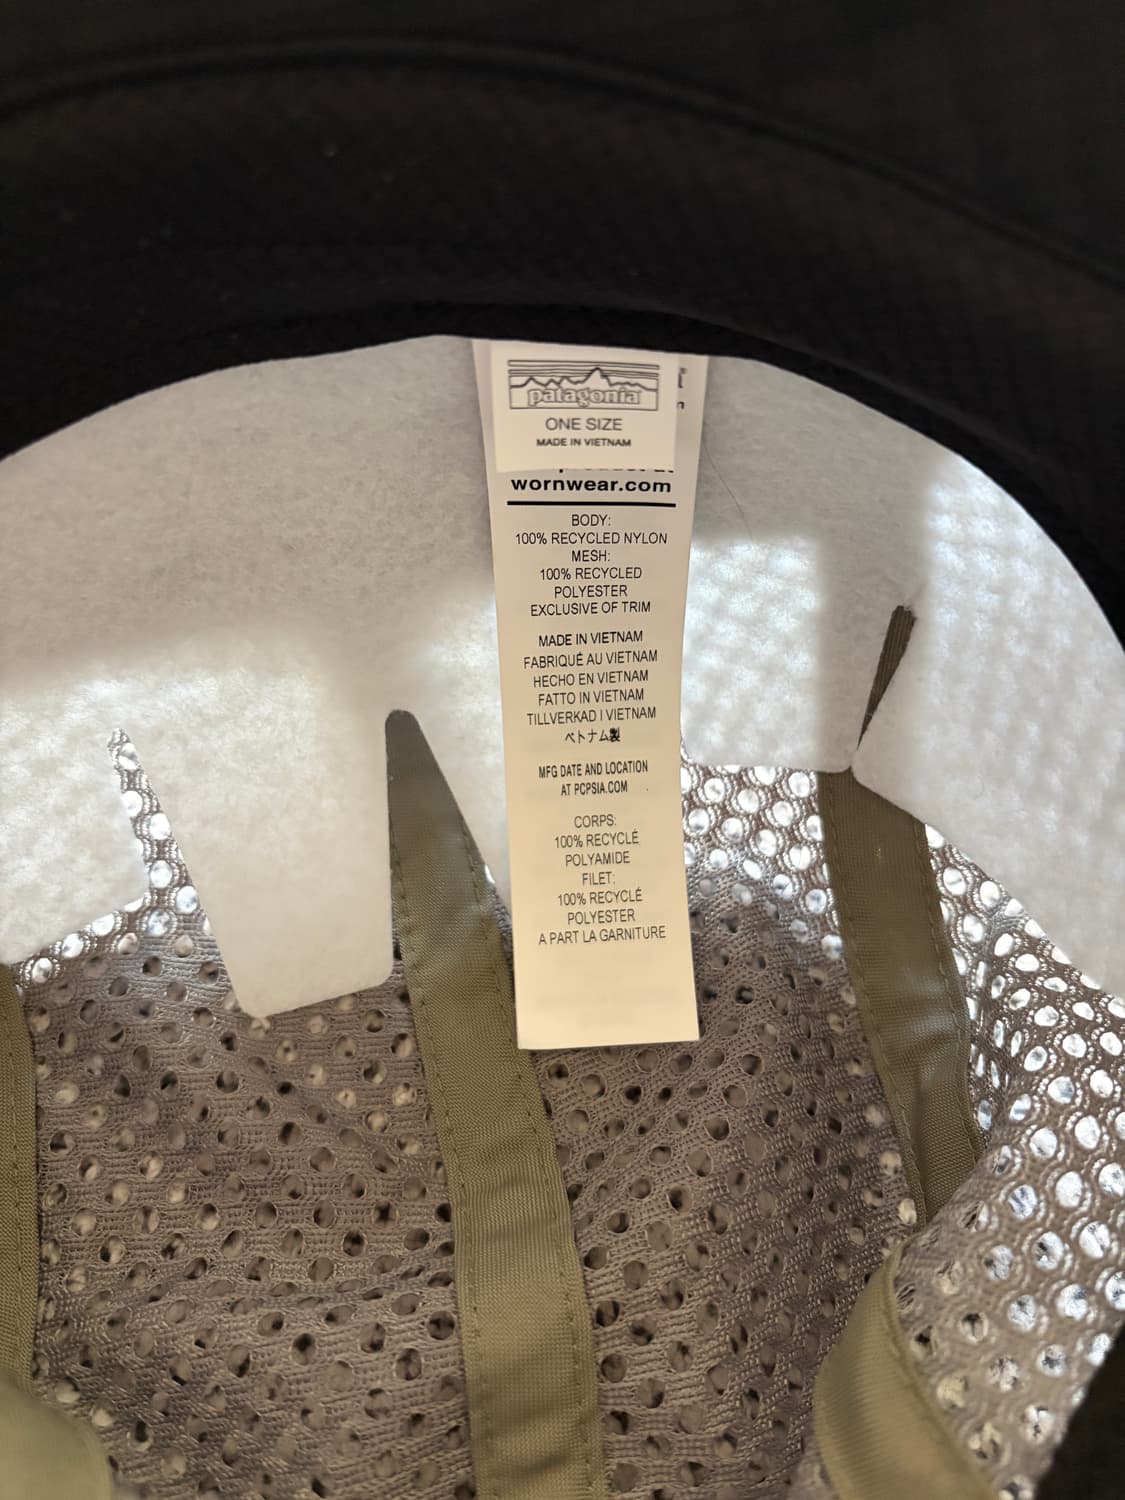 patagonia
ONE SIZE
MADE IN VIETNAM
wornwear.com
BODY:
100% RECYCLED NYLON
MESH:
100% RECYCLED
POLYESTER
EXCLUSIVE OF TRIM
MADE IN VIETNAM
FABRIQUÉ AU VIETNAM
HECHO EN VIETNAM
FATTO IN VIETNAM
TILLVERKAD I VIETNAM
ベトナム製
MFG DATE AND LOCATION
AT PCPSIA.COM
CORPS:
100% RECYCLÉ
POLYAMIDE
FILET:
100% RECYCLÉ
POLYESTER
A PART LA GARNITURE